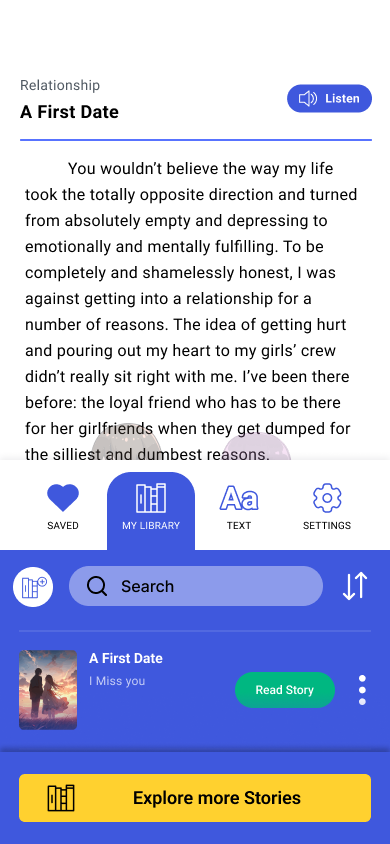 Relationship
A First Date
Listen
You wouldn’t believe the way my life
took the totally opposite direction and turned
from absolutely empty and depressing to
emotionally and mentally fulfilling. To be
completely and shamelessly honest, I was
against getting into a relationship for a
number of reasons. The idea of getting hurt
and pouring out my heart to my girls’ crew
didn’t really sit right with me. I’ve been there
before: the loyal friend who has to be there
for her girlfriends when they get dumped for
the silliest and dumbest reasons.
SAVED
MY LIBRARY
Aa
TEXT
SETTINGS
Search
A First Date
I Miss you
Read Story
Explore more Stories